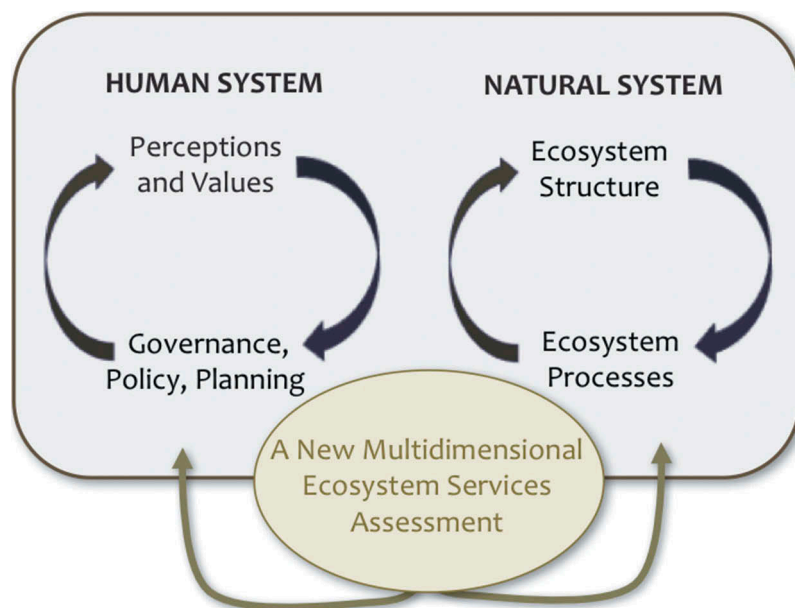 HUMAN SYSTEM
Perceptions
and Values
Governance,
Policy, Planning
NATURAL SYSTEM
Ecosystem
Structure
Ecosystem
Processes
A New Multidimensional
Ecosystem Services
Assessment